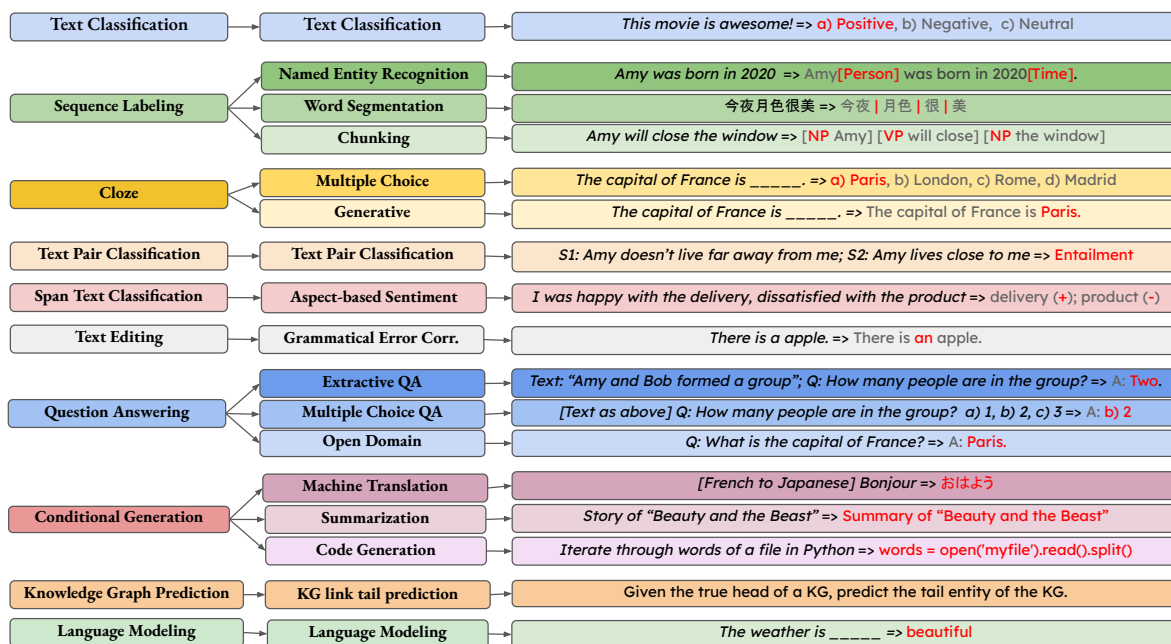 Text Classification
Text Classification
This movie is awesome! => a) Positive, b) Negative, c) Neutral
Sequence Labeling
Named Entity Recognition
Amy was born in 2020 => Amy[Person] was born in 2020[Time].
Word Segmentation
今夜月色很美 => 今夜 | 月色 | 很 | 美
Chunking
Amy will close the window => [NP Amy] [VP will close] [NP the window]
Cloze
Multiple Choice
The capital of France is _____. => a) Paris, b) London, c) Rome, d) Madrid
Generative
The capital of France is _____. => The capital of France is Paris.
Text Pair Classification
Text Pair Classification
S1: Amy doesn't live far away from me; S2: Amy lives close to me => Entailment
Span Text Classification
Aspect-based Sentiment
I was happy with the delivery, dissatisfied with the product => delivery (+); product (-)
Text Editing
Grammatical Error Corr.
There is a apple. => There is an apple.
Question Answering
Extractive QA
Text: “Amy and Bob formed a group”; Q: How many people are in the group? => A: Two.
Multiple Choice QA
[Text as above] Q: How many people are in the group? a) 1, b) 2, c) 3 => A: b) 2
Open Domain
Q: What is the capital of France? => A: Paris.
Conditional Generation
Machine Translation
[French to Japanese] Bonjour => おはよう
Summarization
Story of “Beauty and the Beast” => Summary of “Beauty and the Beast”
Code Generation
Iterate through words of a file in Python => words = open('myfile').read().split()
Knowledge Graph Prediction
KG link tail prediction
Given the true head of a KG, predict the tail entity of the KG.
Language Modeling
Language Modeling
The weather is _____ => beautiful